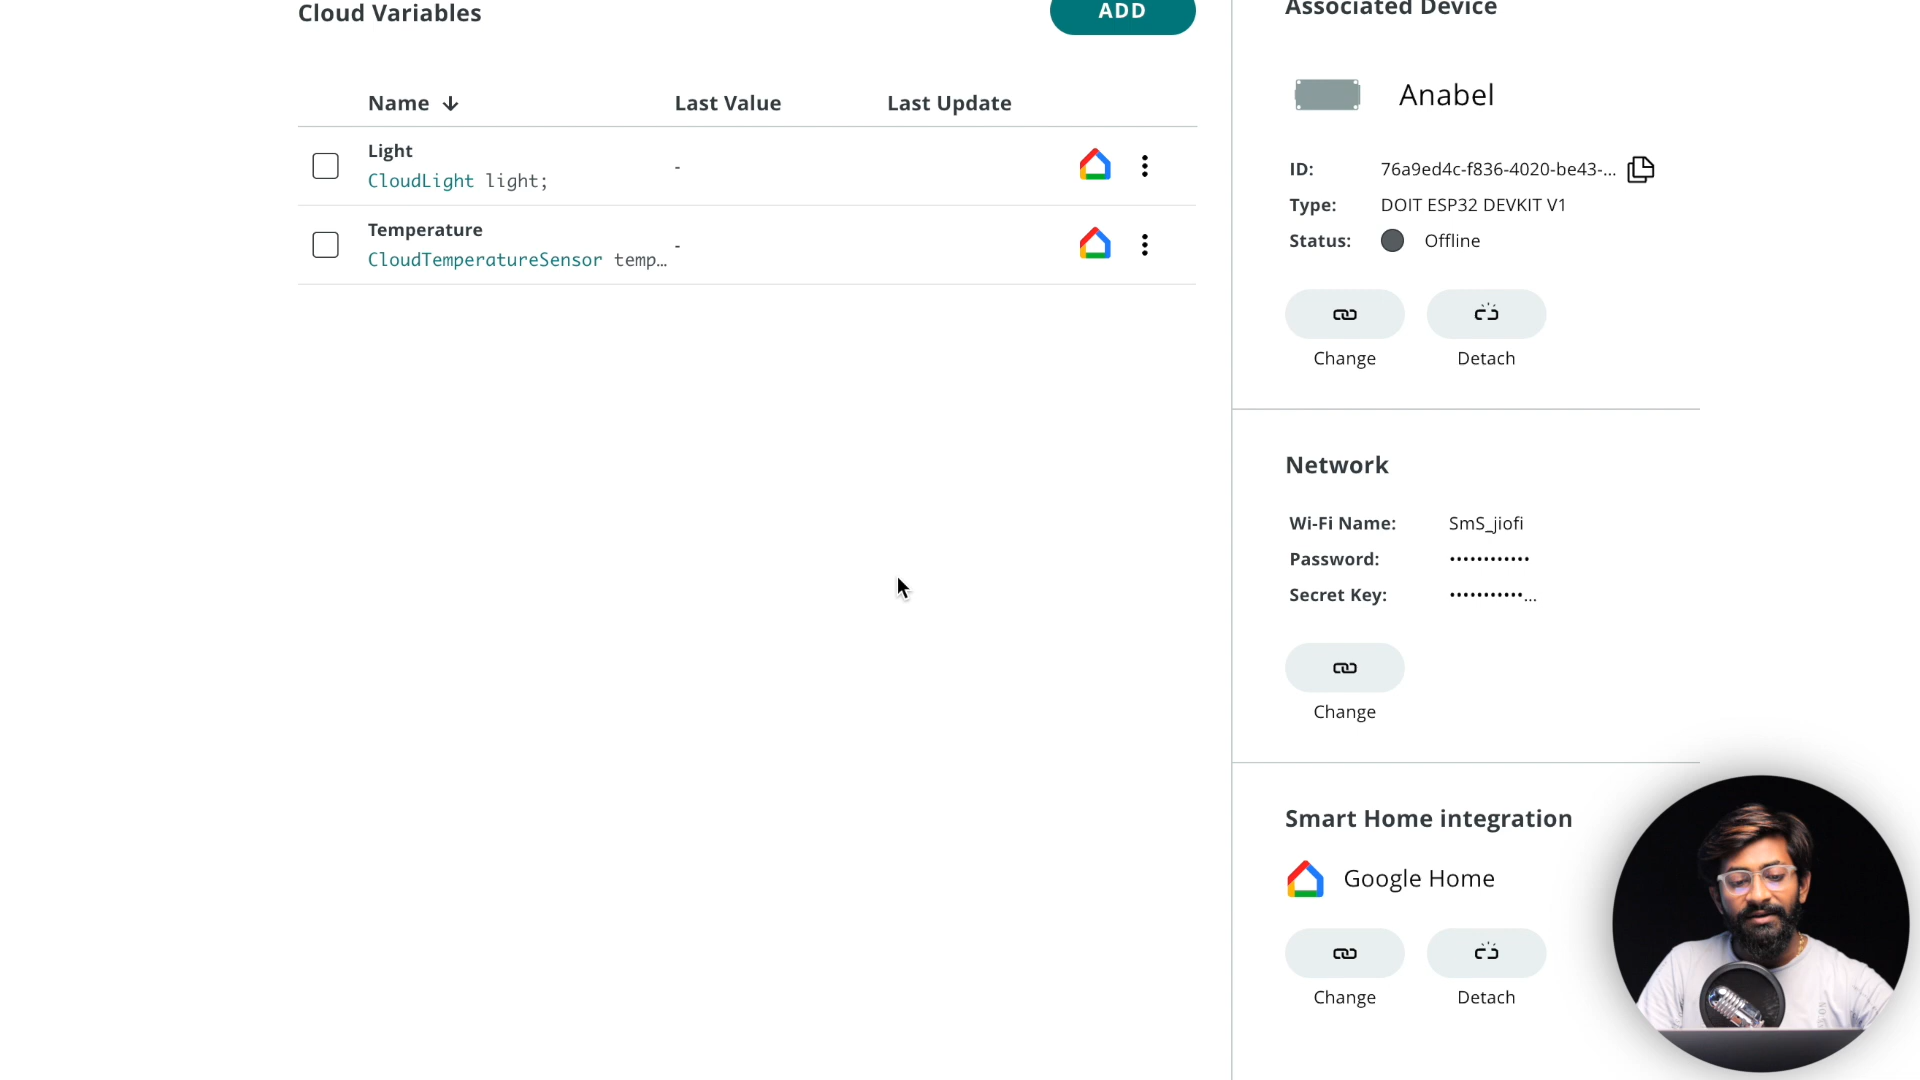 Cloud Variables
ADD
Name ↓ Last Value Last Update
Light
CloudLight light;
-
Temperature
CloudTemperatureSensor temp…
-
Associated Device
Anabel
ID: 76a9ed4c-f836-4020-be43-...
Type: DOIT ESP32 DEVKIT V1
Status: Offline
Change Detach
Network
Wi-Fi Name: SmS_jiofi
Password: ••••••••••••
Secret Key: •••••••••••...
Change
Smart Home integration
Google Home
Change Detach